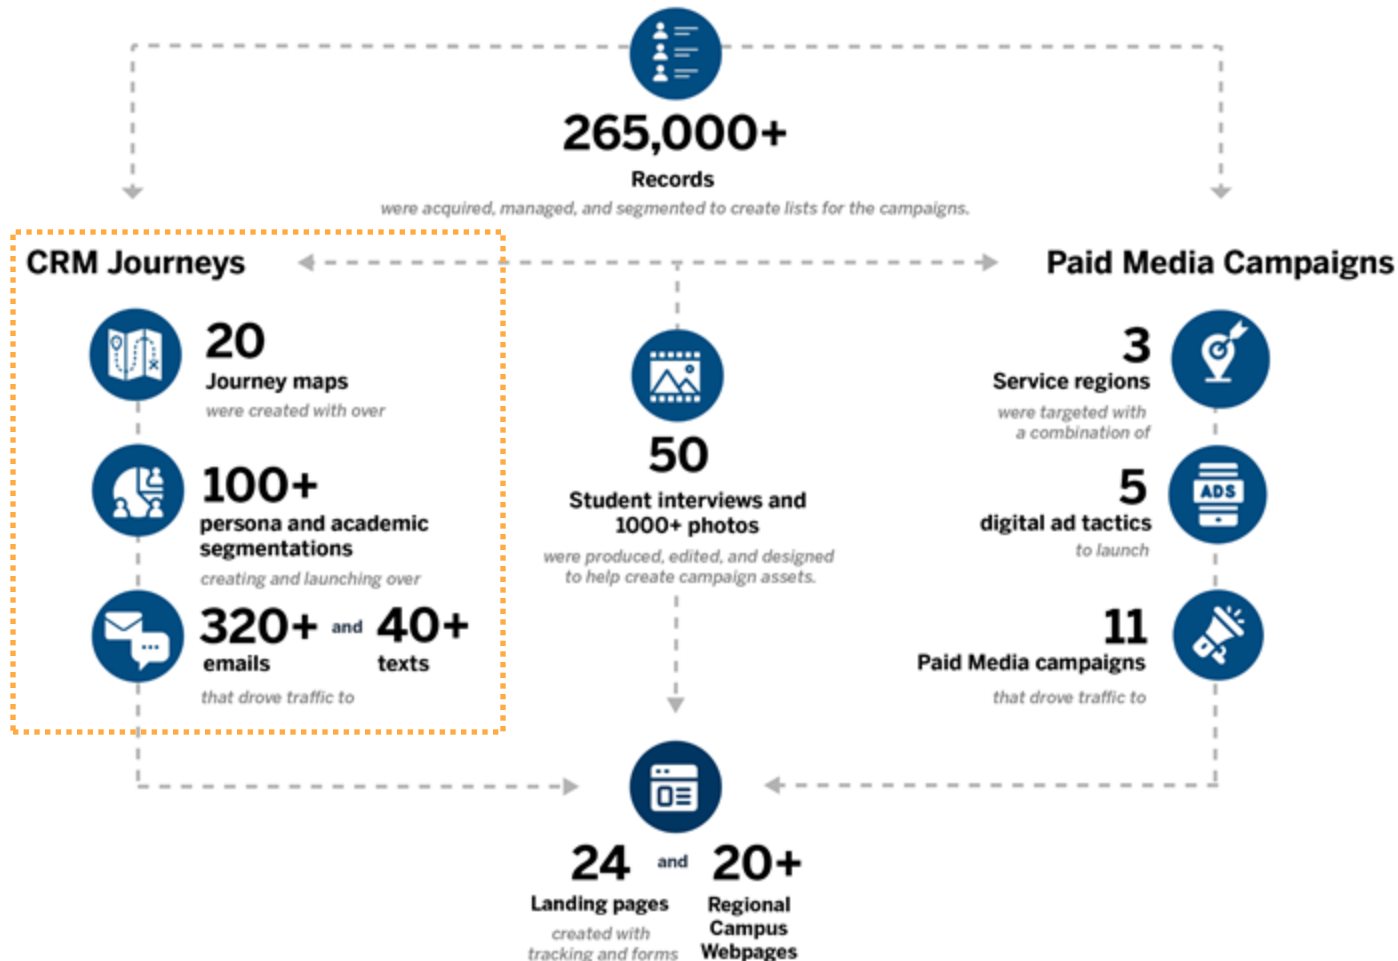 265,000+
Records
were acquired, managed, and segmented to create lists for the campaigns.
CRM Journeys
20
Journey maps
were created with over
100+
persona and academic
segmentations
creating and launching over
320+ and 40+
emails texts
that drove traffic to
50
Student interviews and
1000+ photos
were produced, edited, and designed
to help create campaign assets.
Paid Media Campaigns
3
Service regions
were targeted with
a combination of
5
ADS
digital ad tactics
to launch
11
Paid Media campaigns
that drove traffic to
24 and 20+
Landing pages
created with
tracking and forms
Regional
Campus
Webpages